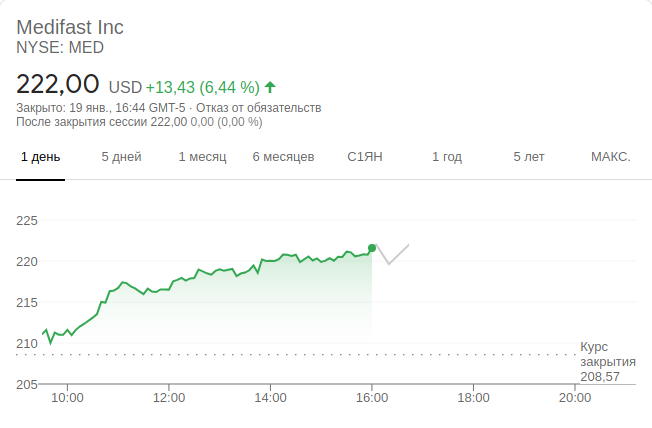 Medifast Inc
NYSE: MED
222,00 USD +13,43 (6,44 %)
Закрыто: 19 янв., 16:44 GMT-5 · Отказ от обязательств
После закрытия сессии 222,00 0,00 (0,00 %)
1 день 5 дней 1 месяц 6 месяцев С1ЯН 1 год 5 лет МАКС.
225
220
215
210
Курс
закрытия
208,57
205
10:00 12:00 14:00 16:00 18:00 20:00